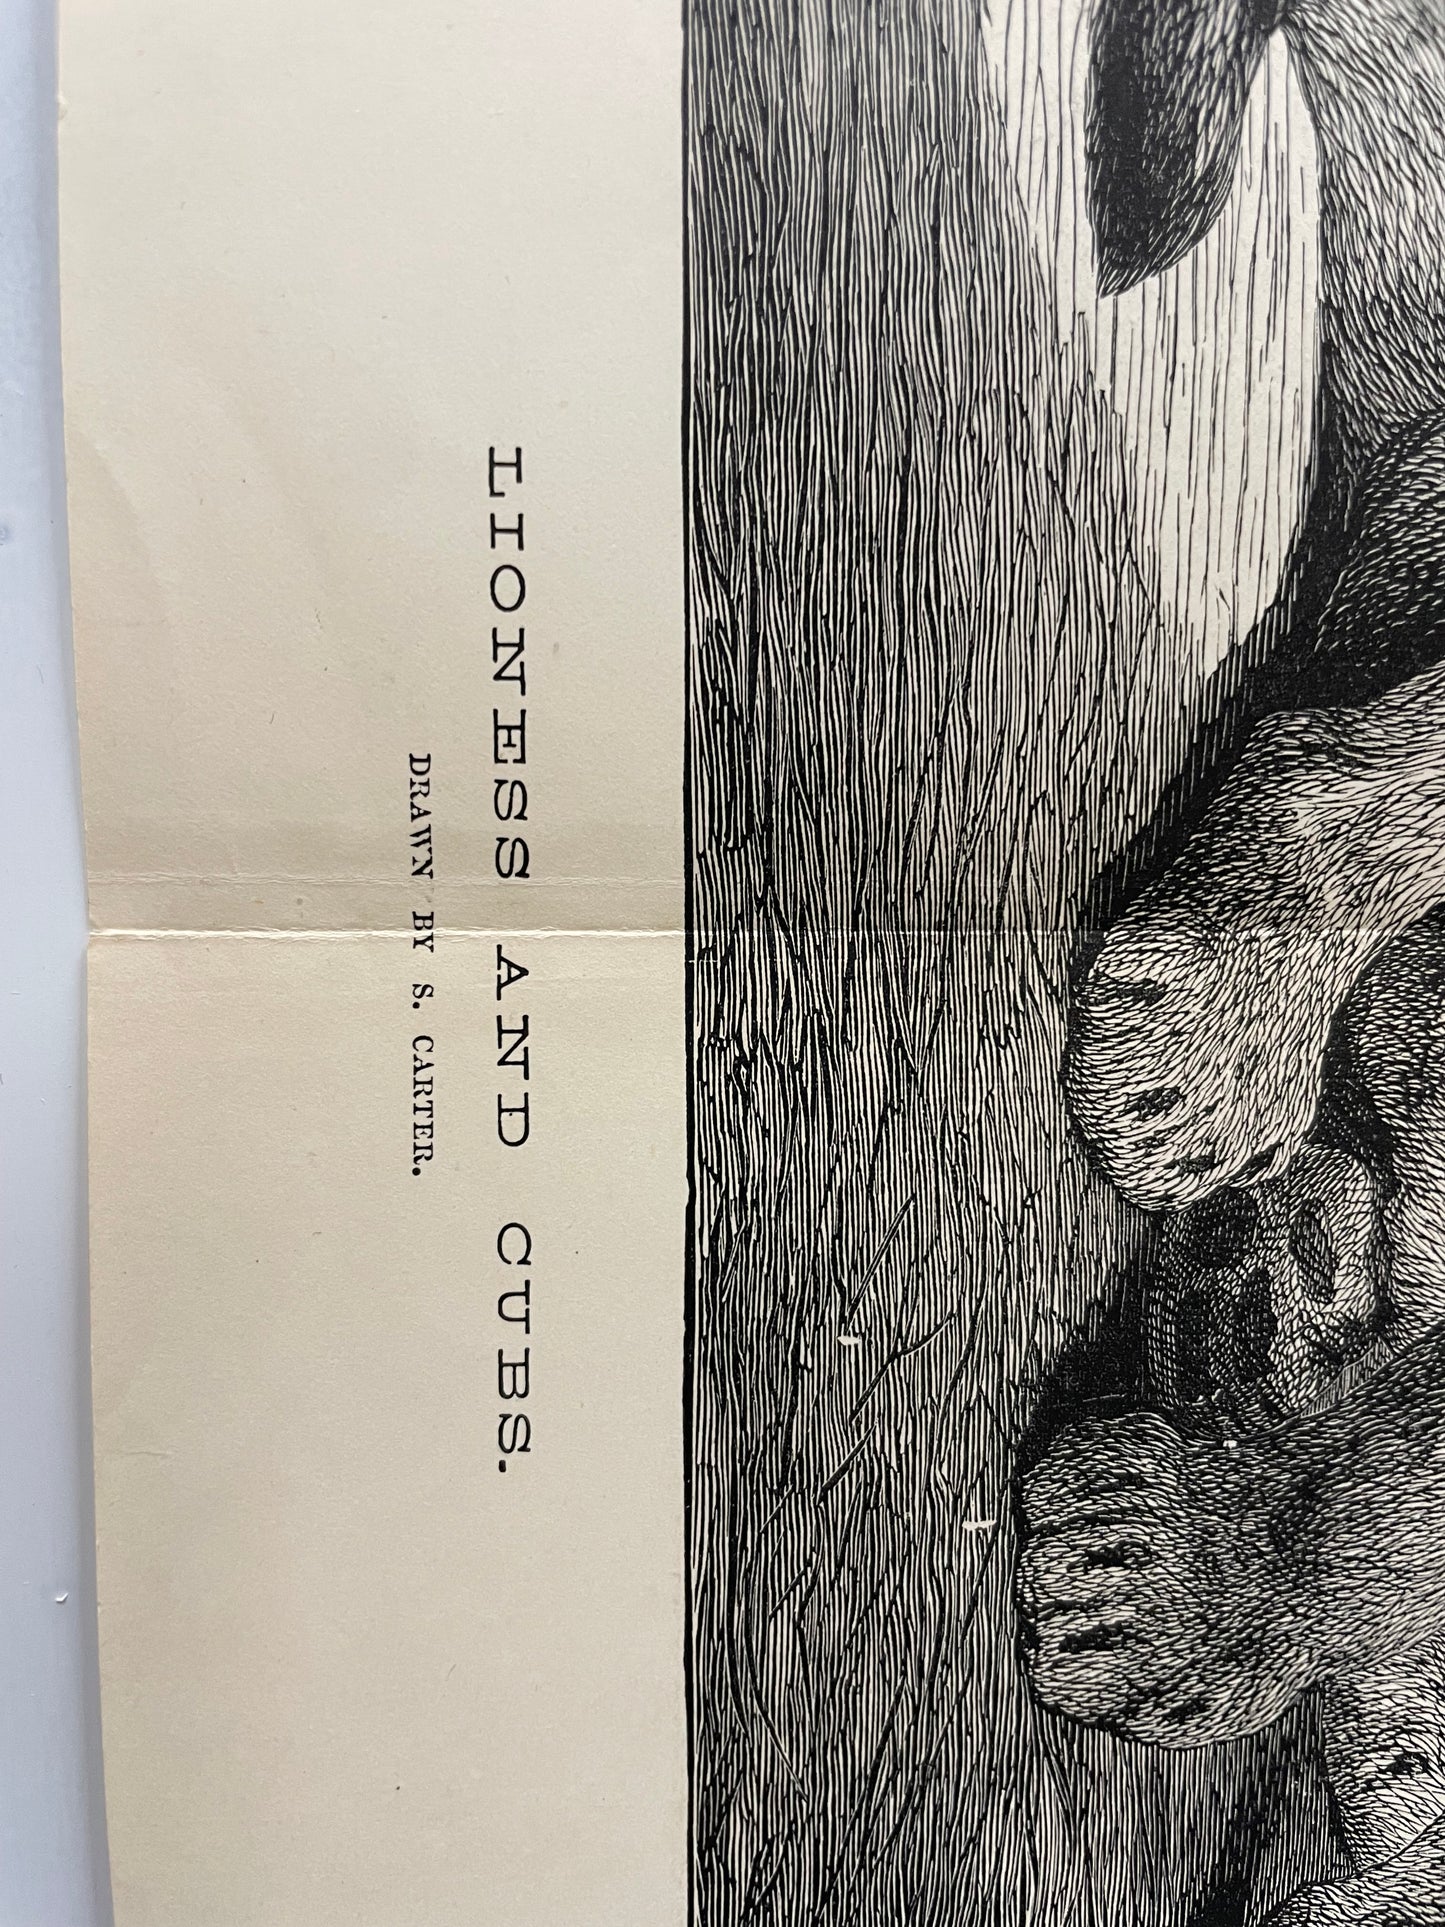 LIONESS AND CUBS.
DRAWN BY S. CARTER.